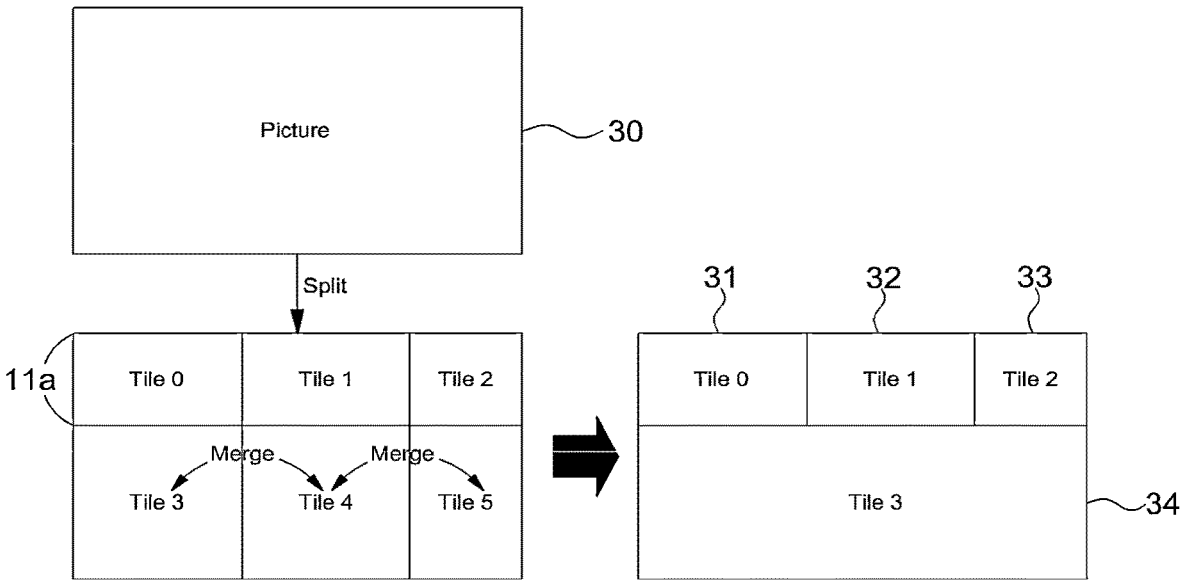 Picture
30
Split
31 32 33
11a
Tile 0 Tile 1 Tile 2
Tile 0 Tile 1 Tile 2
Merge Merge
Tile 3 Tile 4 Tile 5
Tile 3
34